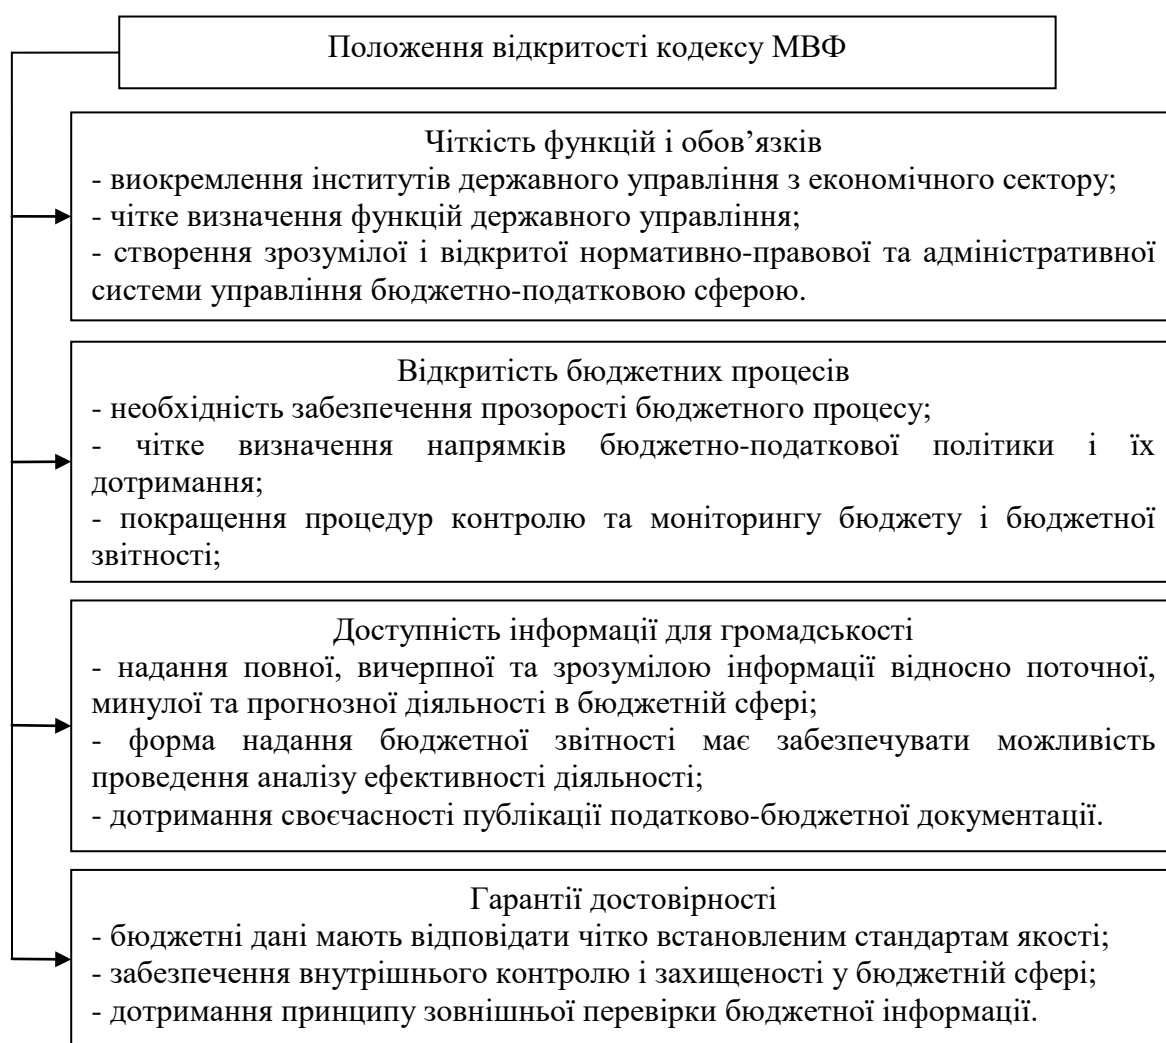 Положення відкритості кодексу МВФ
Чіткість функцій і обов’язків
- виокремлення інститутів державного управління з економічного сектору;
- чітке визначення функцій державного управління;
- створення зрозумілої і відкритої нормативно-правової та адміністративної
системи управління бюджетно-податковою сферою.
Відкритість бюджетних процесів
- необхідність забезпечення прозорості бюджетного процесу;
- чітке визначення напрямків бюджетно-податкової політики і їх
дотримання;
- покращення процедур контролю та моніторингу бюджету і бюджетної
звітності;
Доступність інформації для громадськості
- надання повної, вичерпної та зрозумілою інформації відносно поточної,
минулої та прогнозної діяльності в бюджетній сфері;
- форма надання бюджетної звітності має забезпечувати можливість
проведення аналізу ефективності діяльності;
- дотримання своєчасності публікації податково-бюджетної документації.
Гарантії достовірності
- бюджетні дані мають відповідати чітко встановленим стандартам якості;
- забезпечення внутрішнього контролю і захищеності у бюджетній сфері;
- дотримання принципу зовнішньої перевірки бюджетної інформації.